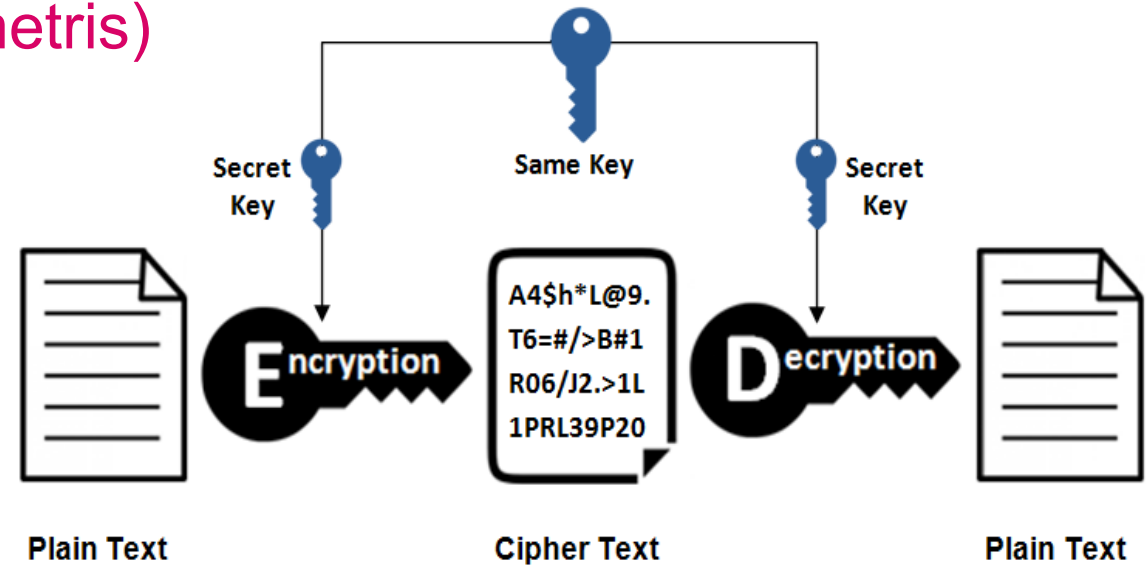 netris)
Same Key
Secret
Key
Secret
Key
Encryption
A4$h*L@9.
T6=#/>B#1
R06/J2.>1L
1PRL39P20
Decryption
Plain Text
Cipher Text
Plain Text